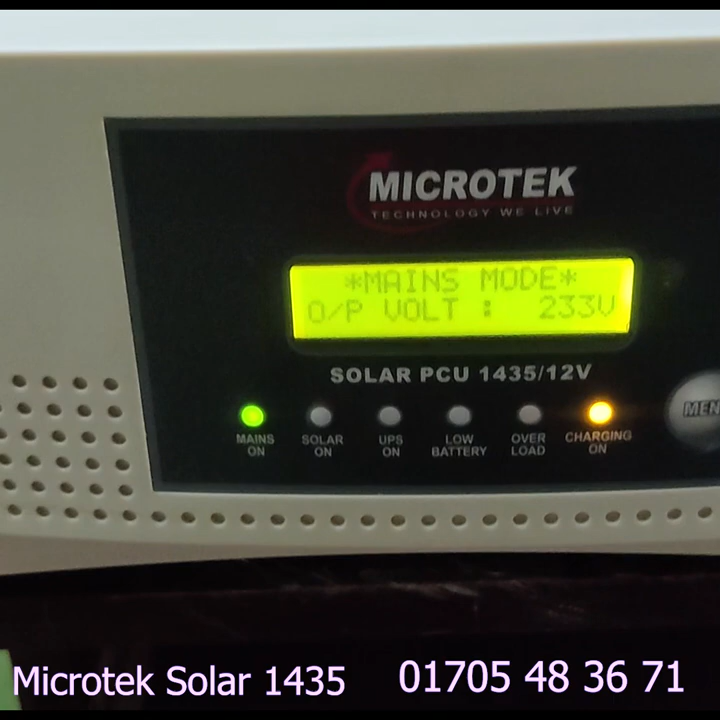 MICROTEK
TECHNOLOGY WE LIVE
*MAINS MODE*
O/P VOLT : 233V
SOLAR PCU 1435/12V
MAINS ON
SOLAR ON
UPS ON
LOW BATTERY
OVER LOAD
CHARGING ON
Microtek Solar 1435 01705 48 36 71